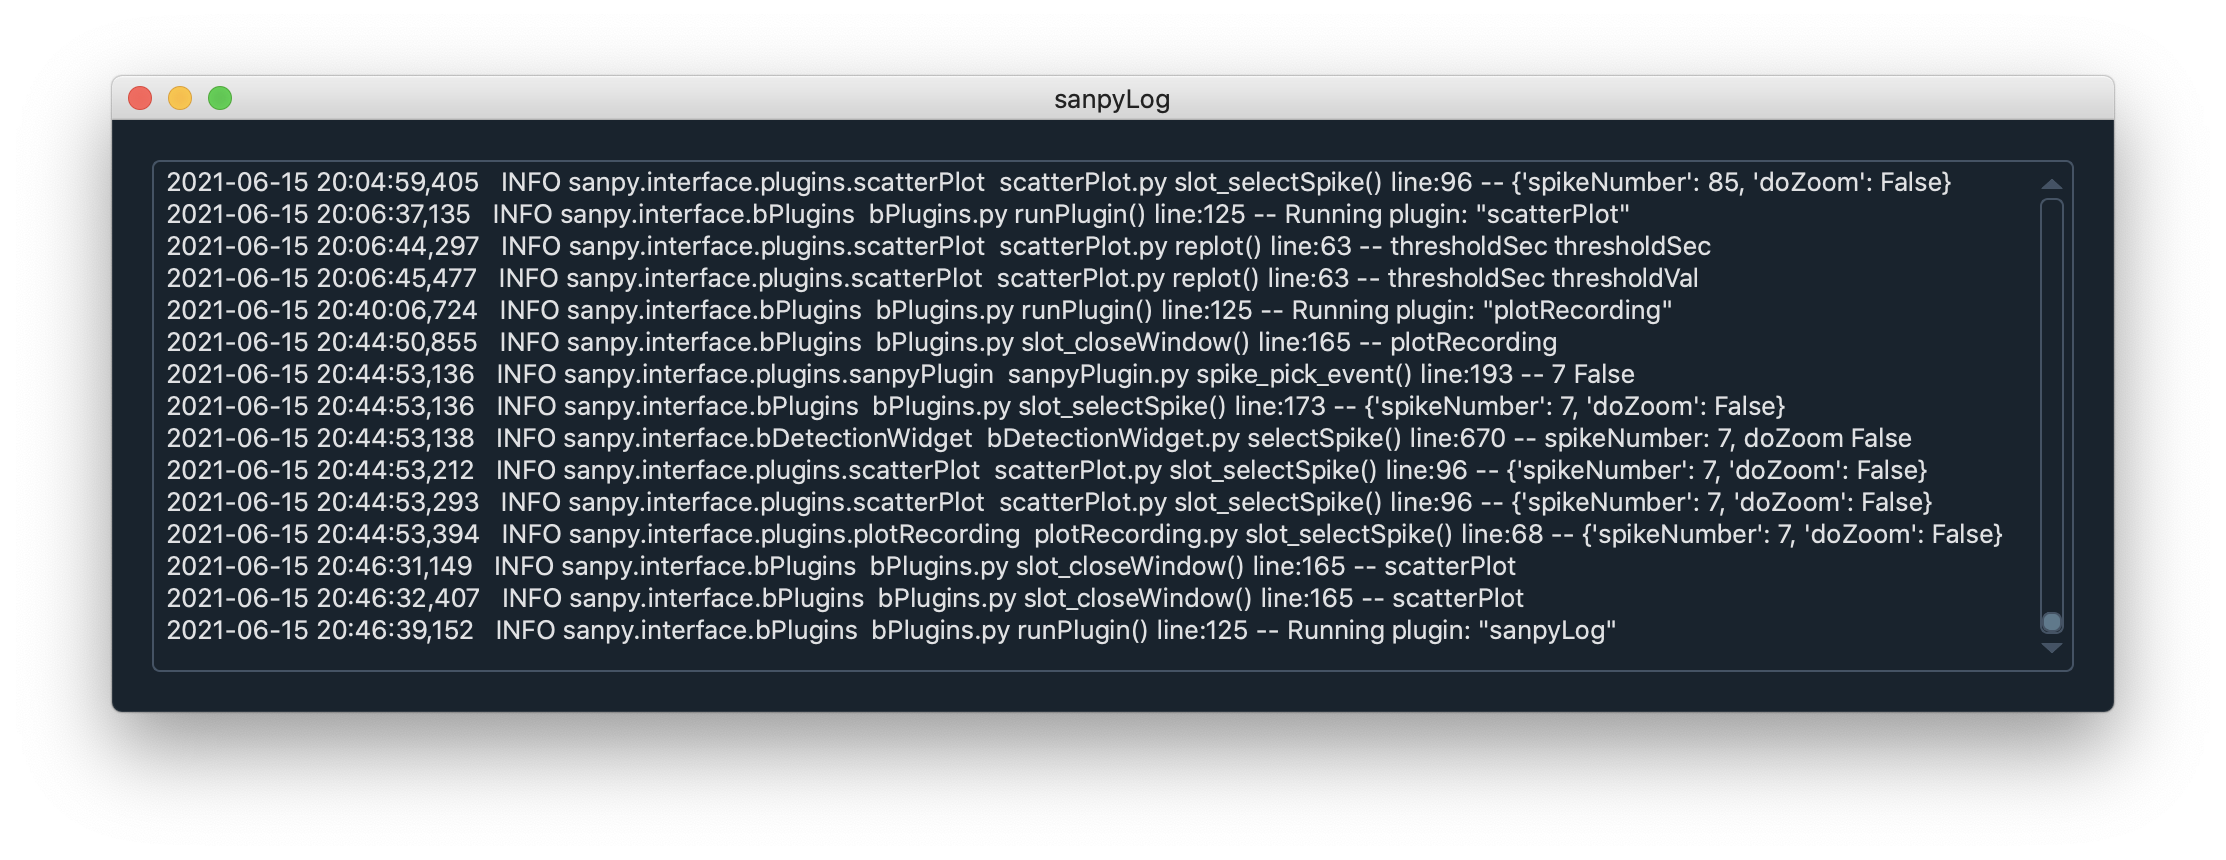 sanpyLog
2021-06-15 20:04:59,405   INFO sanpy.interface.plugins.scatterPlot  scatterPlot.py slot_selectSpike() line:96 -- {'spikeNumber': 85, 'doZoom': False}
2021-06-15 20:06:37,135   INFO sanpy.interface.bPlugins  bPlugins.py runPlugin() line:125 -- Running plugin: "scatterPlot"
2021-06-15 20:06:44,297   INFO sanpy.interface.plugins.scatterPlot  scatterPlot.py replot() line:63 -- thresholdSec thresholdSec
2021-06-15 20:06:45,477   INFO sanpy.interface.plugins.scatterPlot  scatterPlot.py replot() line:63 -- thresholdSec thresholdVal
2021-06-15 20:40:06,724   INFO sanpy.interface.bPlugins  bPlugins.py runPlugin() line:125 -- Running plugin: "plotRecording"
2021-06-15 20:44:50,855   INFO sanpy.interface.bPlugins  bPlugins.py slot_closeWindow() line:165 -- plotRecording
2021-06-15 20:44:53,136   INFO sanpy.interface.plugins.sanpyPlugin  sanpyPlugin.py spike_pick_event() line:193 -- 7 False
2021-06-15 20:44:53,136   INFO sanpy.interface.bPlugins  bPlugins.py slot_selectSpike() line:173 -- {'spikeNumber': 7, 'doZoom': False}
2021-06-15 20:44:53,138   INFO sanpy.interface.bDetectionWidget  bDetectionWidget.py selectSpike() line:670 -- spikeNumber: 7, doZoom False
2021-06-15 20:44:53,212   INFO sanpy.interface.plugins.scatterPlot  scatterPlot.py slot_selectSpike() line:96 -- {'spikeNumber': 7, 'doZoom': False}
2021-06-15 20:44:53,293   INFO sanpy.interface.plugins.scatterPlot  scatterPlot.py slot_selectSpike() line:96 -- {'spikeNumber': 7, 'doZoom': False}
2021-06-15 20:44:53,394   INFO sanpy.interface.plugins.plotRecording  plotRecording.py slot_selectSpike() line:68 -- {'spikeNumber': 7, 'doZoom': False}
2021-06-15 20:46:31,149   INFO sanpy.interface.bPlugins  bPlugins.py slot_closeWindow() line:165 -- scatterPlot
2021-06-15 20:46:32,407   INFO sanpy.interface.bPlugins  bPlugins.py slot_closeWindow() line:165 -- scatterPlot
2021-06-15 20:46:39,152   INFO sanpy.interface.bPlugins  bPlugins.py runPlugin() line:125 -- Running plugin: "sanpyLog"